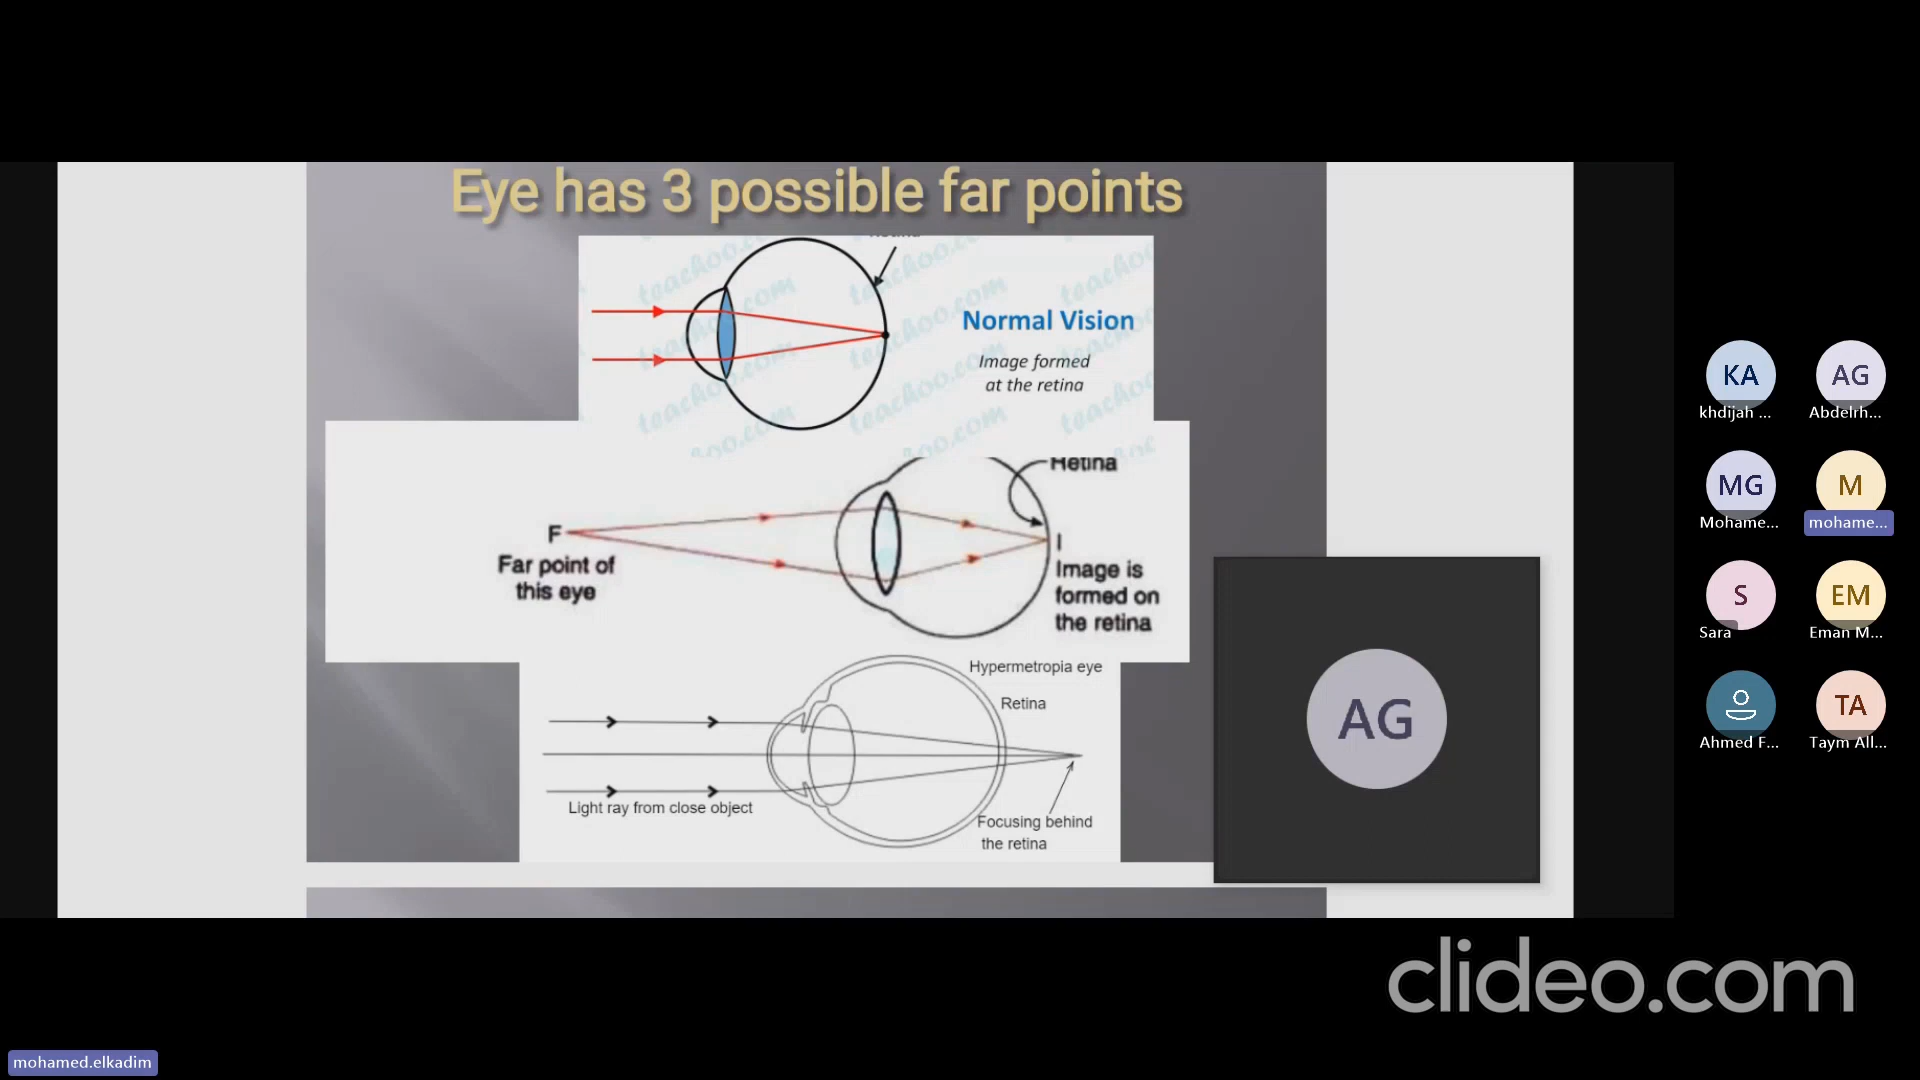 Eye has 3 possible far points
Normal Vision
Image formed
at the retina
teachoo.com
Retina
F
Far point of
this eye
I
Image is
formed on
the retina
Hypermetropia eye
Retina
Light ray from close object
Focusing behind
the retina
AG
KA
AG
khdijah ...
Abdelrh...
MG
M
Mohame...
mohame...
S
EM
Sara
Eman M...
TA
Ahmed F...
Taym All...
clideo.com
mohamed.elkadim